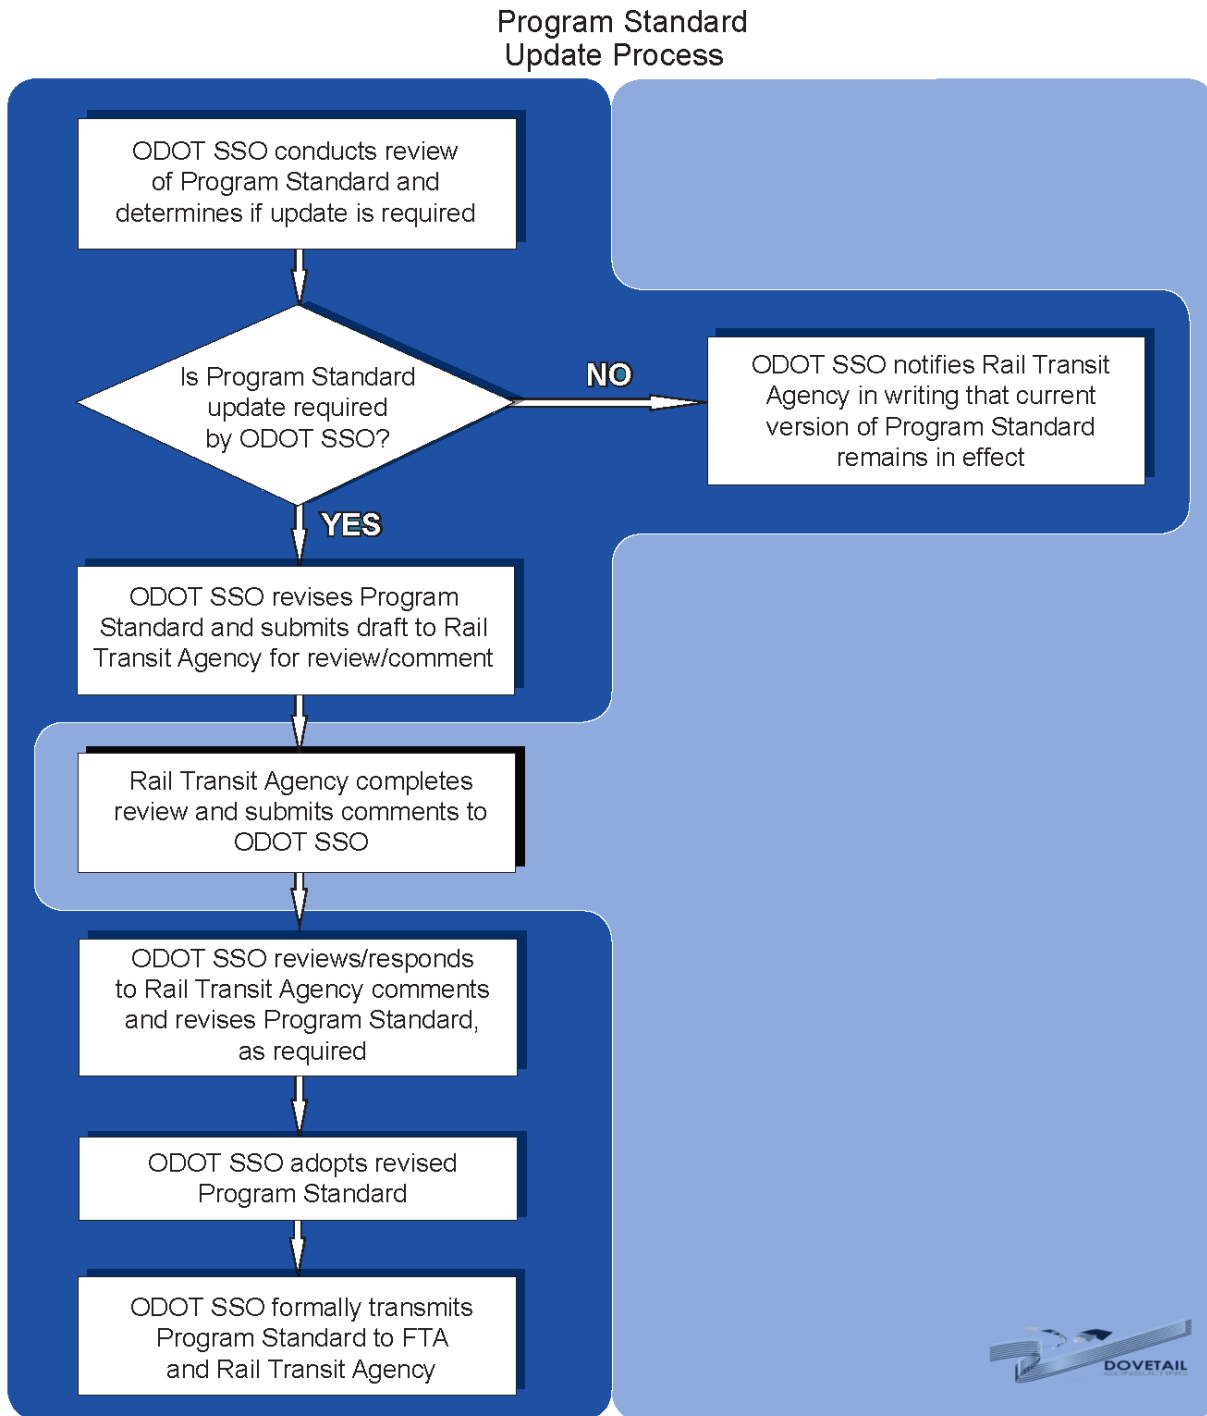 Program Standard
Update Process
ODOT SSO conducts review
of Program Standard and
determines if update is required
Is Program Standard
update required
by ODOT SSO?
NO
ODOT SSO notifies Rail Transit
Agency in writing that current
version of Program Standard
remains in effect
YES
ODOT SSO revises Program
Standard and submits draft to Rail
Transit Agency for review/comment
Rail Transit Agency completes
review and submits comments to
ODOT SSO
ODOT SSO reviews/responds
to Rail Transit Agency comments
and revises Program Standard,
as required
ODOT SSO adopts revised
Program Standard
ODOT SSO formally transmits
Program Standard to FTA
and Rail Transit Agency
DOVETAIL
CONSULTING